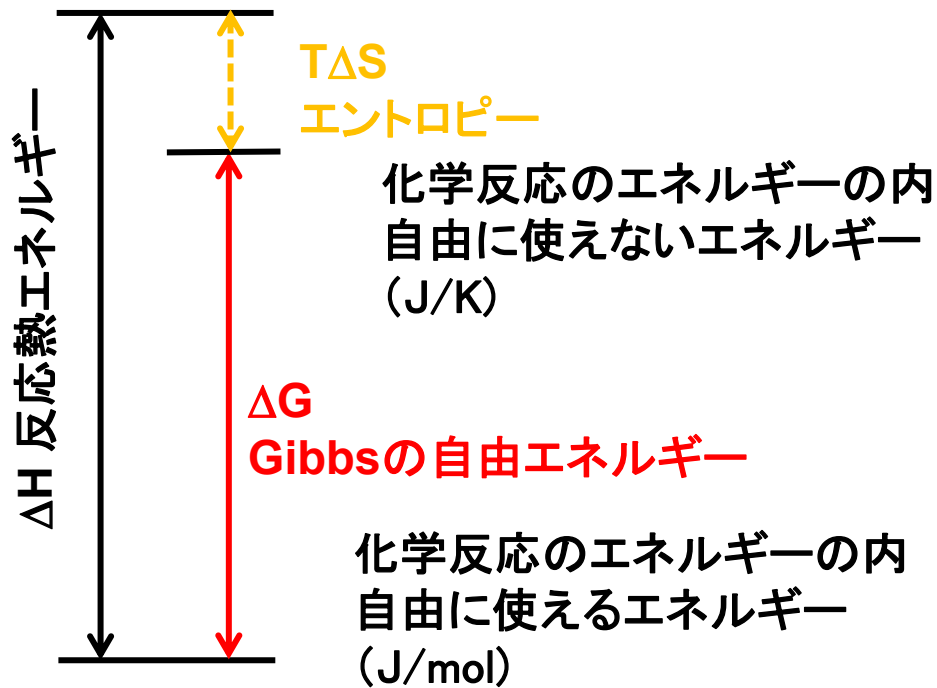 TΔS
エントロピー
化学反応のエネルギーの内
自由に使えないエネルギー
(J/K)
ΔH 反応熱エネルギー
ΔG
Gibbsの自由エネルギー
化学反応のエネルギーの内
自由に使えるエネルギー
(J/mol)